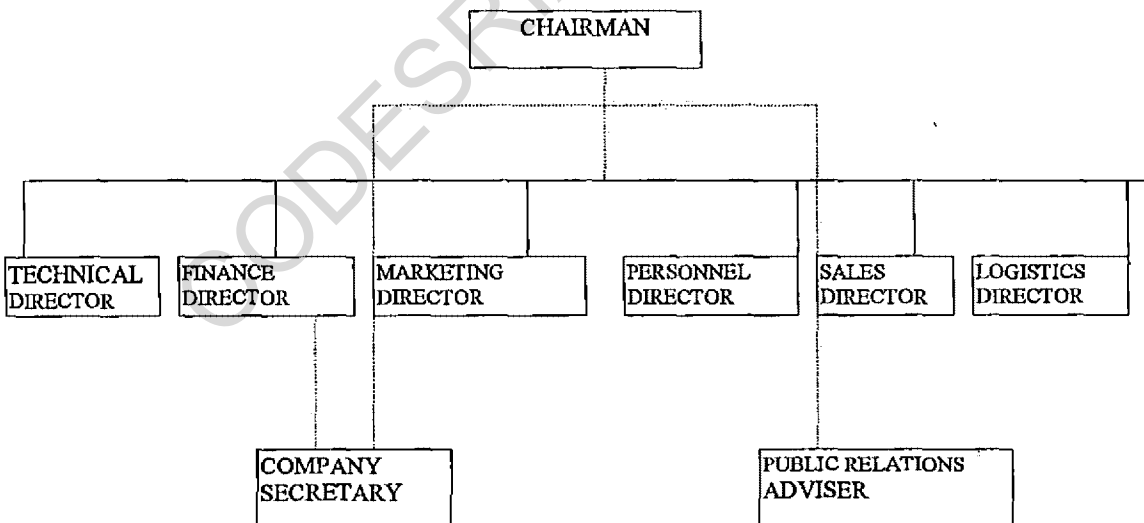 CHAIRMAN
TECHNICAL
DIRECTOR
FINANCE
DIRECTOR
MARKETING
DIRECTOR
PERSONNEL
DIRECTOR
SALES
DIRECTOR
LOGISTICS
DIRECTOR
COMPANY
SECRETARY
PUBLIC RELATIONS
ADVISER